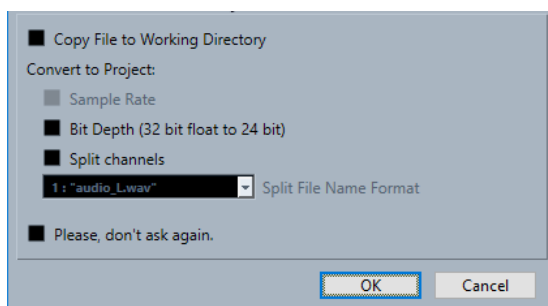 Copy File to Working Directory
Convert to Project:
Sample Rate
Bit Depth (32 bit float to 24 bit)
Split channels
1 : "audio_L.wav" Split File Name Format
Please, don't ask again.
OK Cancel